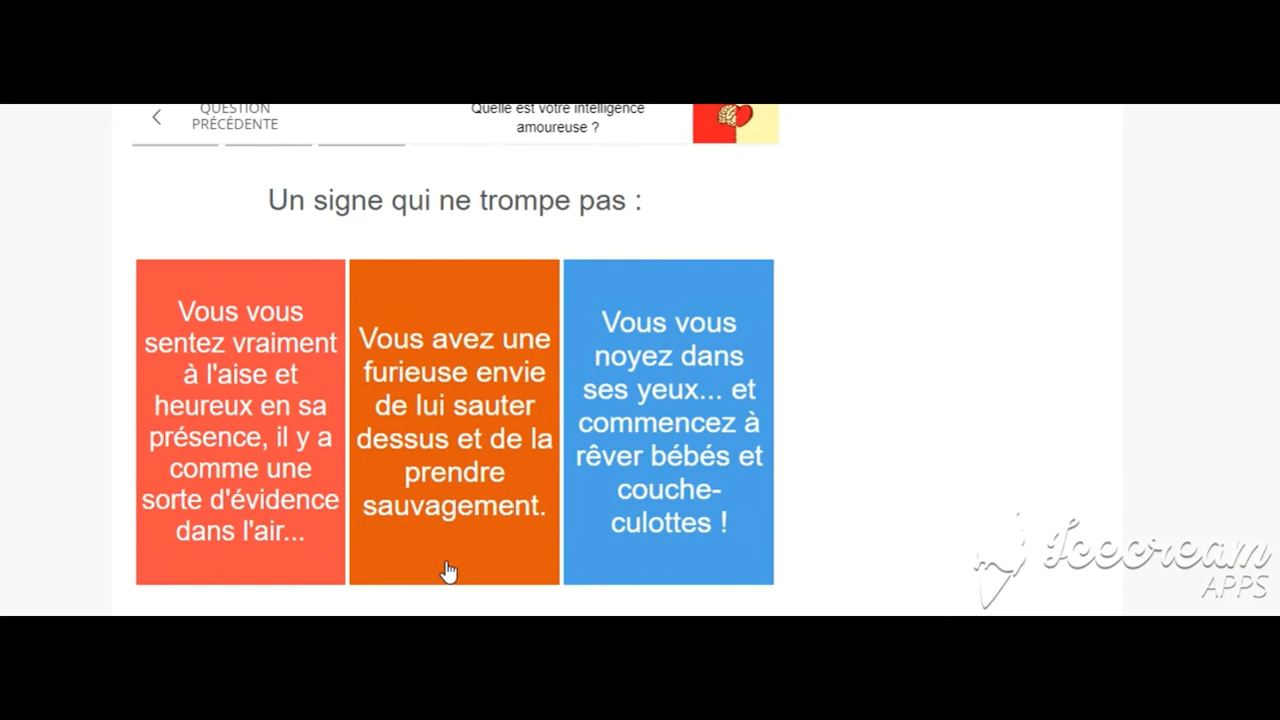 QUESTION
PRÉCÉDENTE
Quelle est votre intelligence
amoureuse ?
Un signe qui ne trompe pas :
Vous vous
sentez vraiment
à l'aise et
heureux en sa
présence, il y a
comme une
sorte d'évidence
dans l'air...
Vous avez une
furieuse envie
de lui sauter
dessus et de la
prendre
sauvagement.
Vous vous
noyez dans
ses yeux... et
commencez à
rêver bébés et
couche-
culottes !
Icecream
APPS